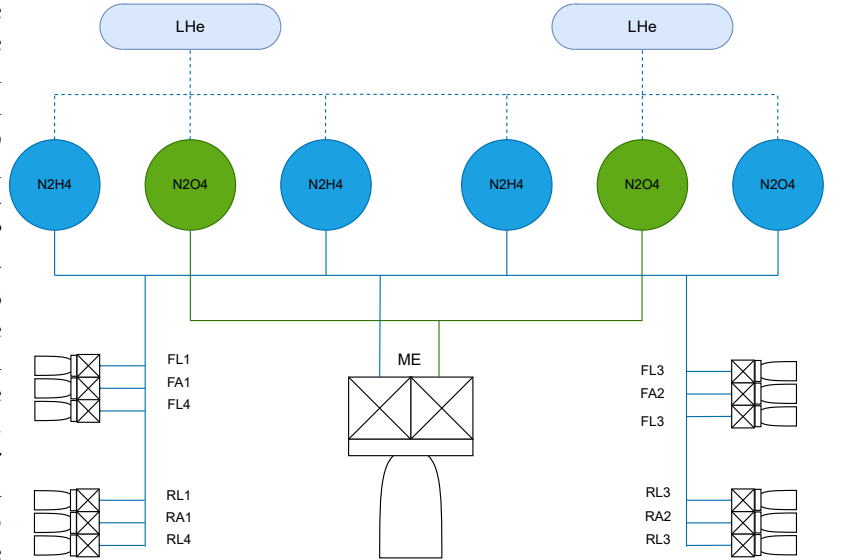 LHe
LHe
N2H4
N2O4
N2H4
N2H4
N2O4
N2O4
ME
FL1
FA1
FL4
FL3
FA2
FL3
RL1
RA1
RL4
RL3
RA2
RL3